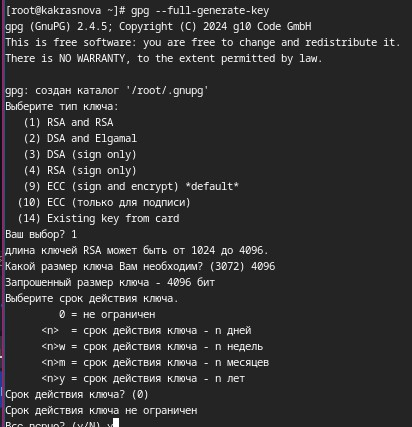 [root@kakrasnova ~]# gpg --full-generate-key
gpg (GnuPG) 2.4.5; Copyright (C) 2024 g10 Code GmbH
This is free software: you are free to change and redistribute it.
There is NO WARRANTY, to the extent permitted by law.
gpg: создан каталог '/root/.gnupg'
Выберите тип ключа:
(1) RSA and RSA
(2) DSA and Elgamal
(3) DSA (sign only)
(4) RSA (sign only)
(9) ECC (sign and encrypt) *default*
(10) ECC (только для подписи)
(14) Existing key from card
Ваш выбор? 1
длина ключей RSA может быть от 1024 до 4096.
Какой размер ключа Вам необходим? (3072) 4096
Запрошенный размер ключа - 4096 бит
Выберите срок действия ключа.
0 = не ограничен
<n> = срок действия ключа - n дней
<n>w = срок действия ключа - n недель
<n>m = срок действия ключа - n месяцев
<n>y = срок действия ключа - n лет
Срок действия ключа? (0)
Срок действия ключа не ограничен
Все верно? (y/N) y